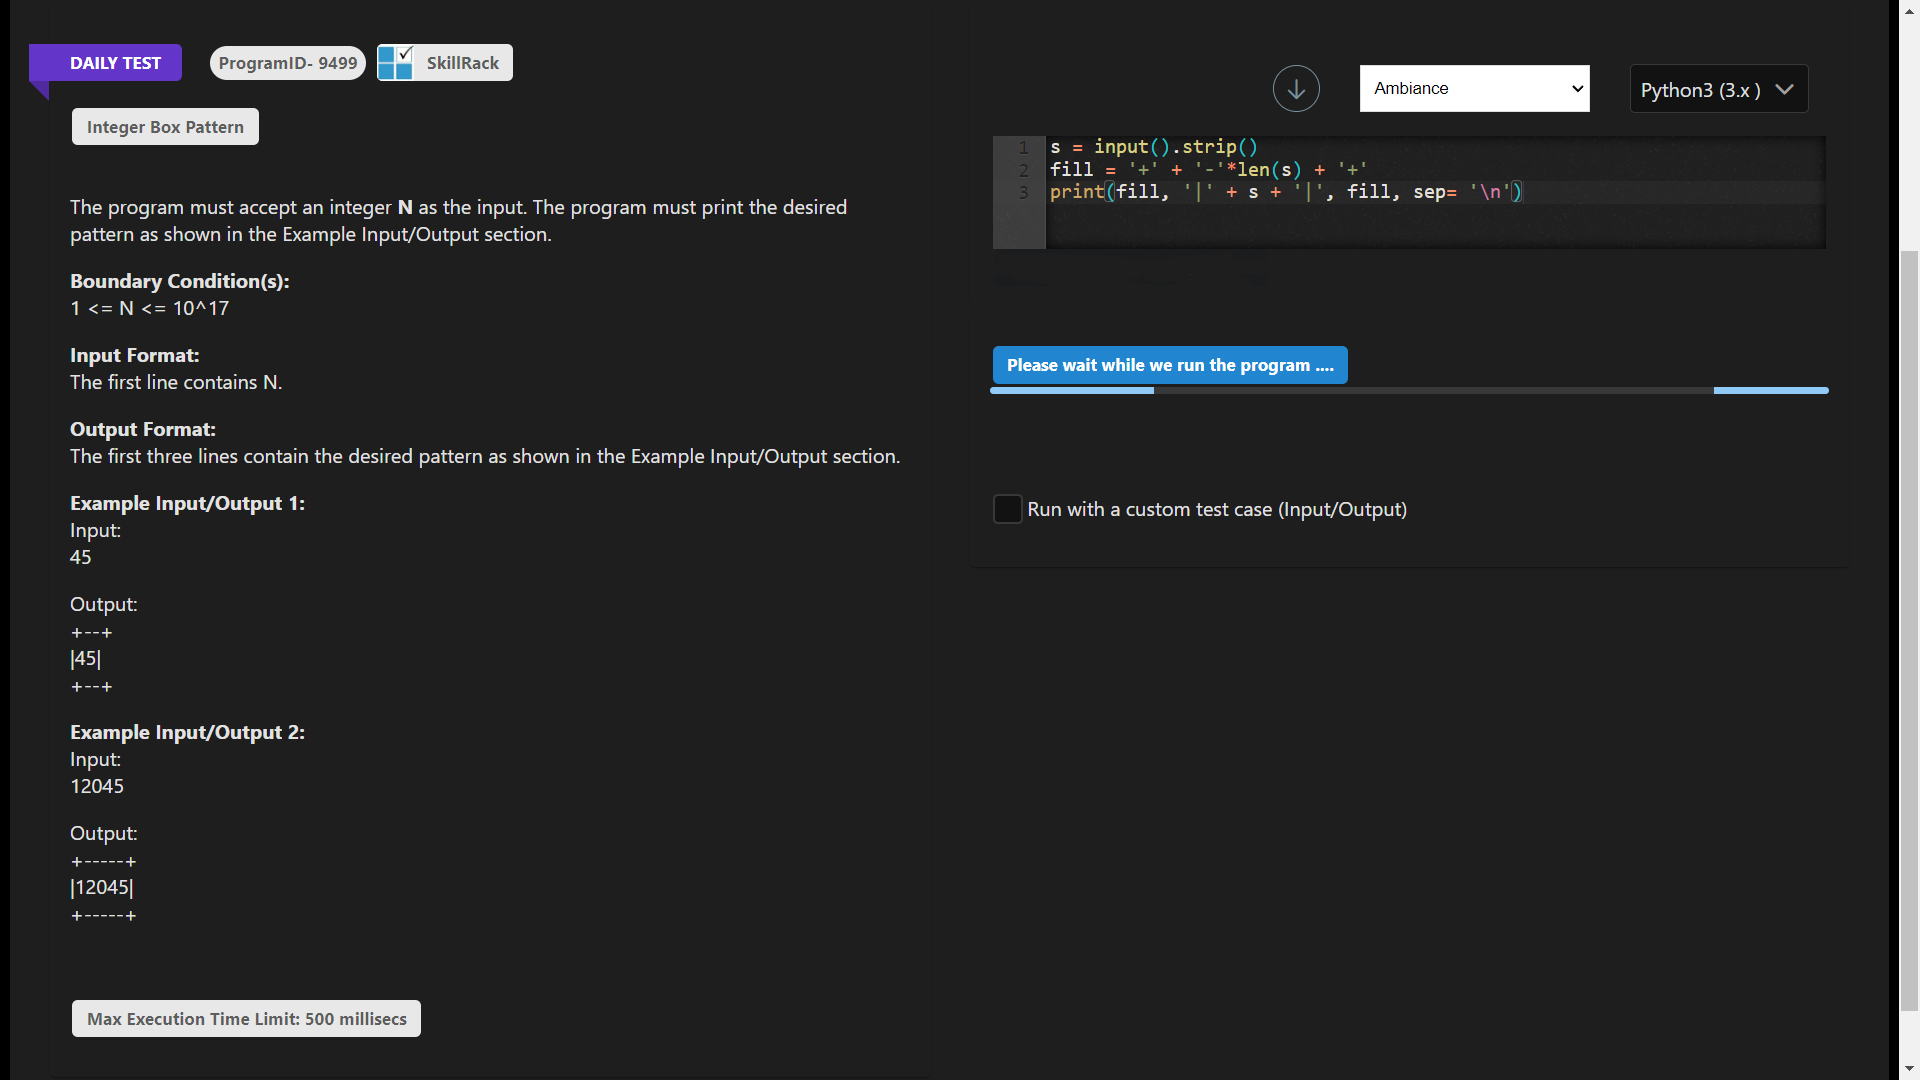 DAILY TEST
ProgramID- 9499
SkillRack
Integer Box Pattern
The program must accept an integer N as the input. The program must print the desired
pattern as shown in the Example Input/Output section.
Boundary Condition(s):
1 <= N <= 10^17
Input Format:
The first line contains N.
Output Format:
The first three lines contain the desired pattern as shown in the Example Input/Output section.
Example Input/Output 1:
Input:
45
Output:
+--+
|45|
+--+
Example Input/Output 2:
Input:
12045
Output:
+-----+
|12045|
+-----+
Max Execution Time Limit: 500 millisecs
Ambiance
Python3 (3.x )
1 s = input().strip()
2 fill = '+' + '-'*len(s) + '+'
3 print(fill, '|' + s + '|', fill, sep= '\n')
Please wait while we run the program ....
Run with a custom test case (Input/Output)